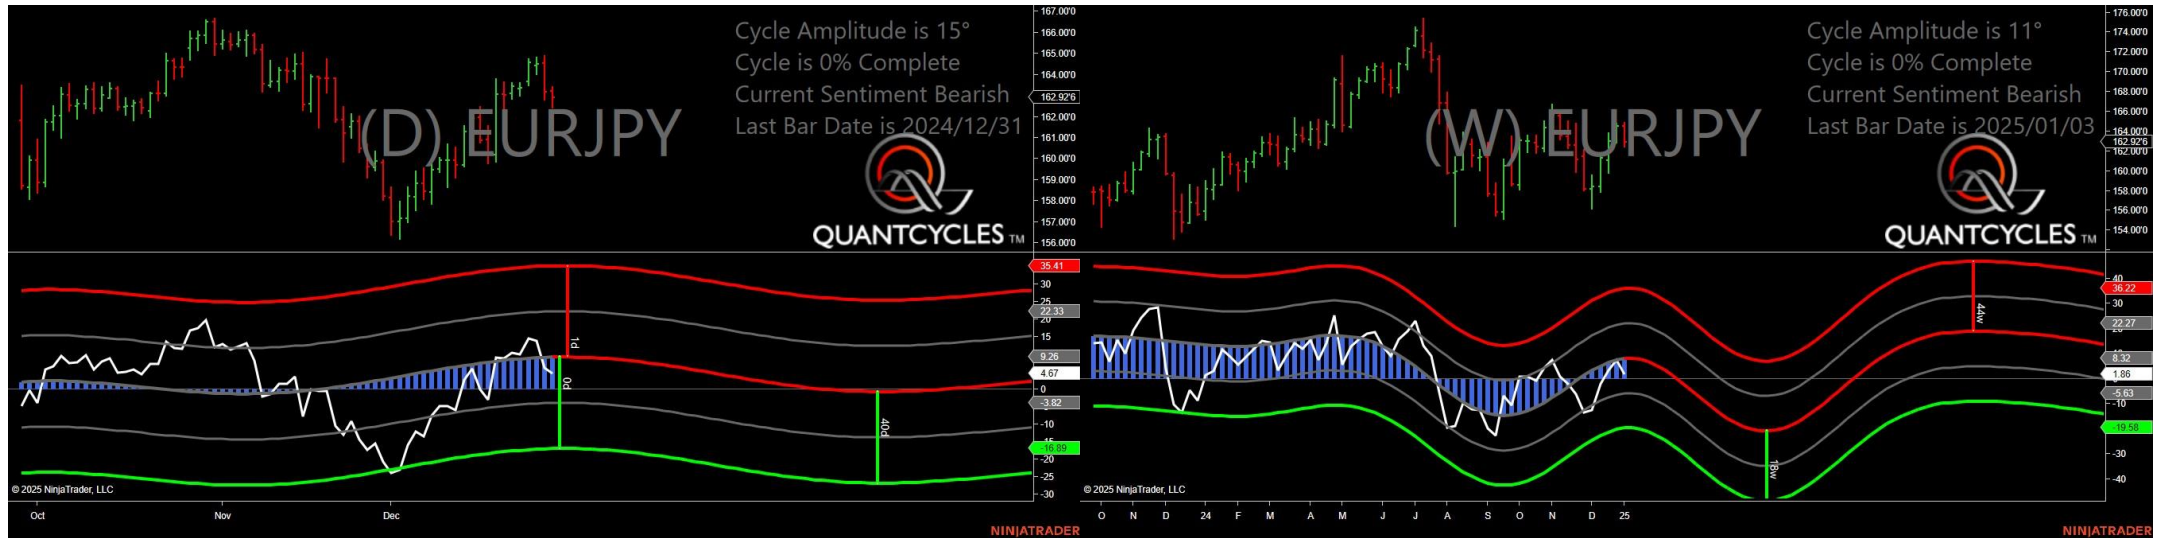 Cycle Amplitude is 15°
Cycle is 0% Complete
Current Sentiment Bearish
Last Bar Date is 2024/12/31
(D) EURJPY
QUANTCYCLES TM
167.00'0
166.00'0
165.00'0
164.00'0
162.92'6
162.00'0
161.00'0
160.00'0
159.00'0
158.00'0
157.00'0
156.00'0
35.41
30
25
22.33
20
15
9.26
4.67
0
-3.82
-10
-15
-16.89
-20
-25
-30
1d
0d
40d
© 2025 NinjaTrader, LLC
Oct Nov Dec
NINJATRADER
Cycle Amplitude is 11°
Cycle is 0% Complete
Current Sentiment Bearish
Last Bar Date is 2025/01/03
(W) EURJPY
QUANTCYCLES TM
176.00'0
174.00'0
172.00'0
170.00'0
168.00'0
166.00'0
164.00'0
162.92'6
162.00'0
160.00'0
158.00'0
156.00'0
154.00'0
40
36.22
30
22.27
8.32
1.86
-5.63
-10
-19.58
-30
-40
44w
18w
© 2025 NinjaTrader, LLC
O N D 24 F M A M J J A S O N D 25
NINJATRADER